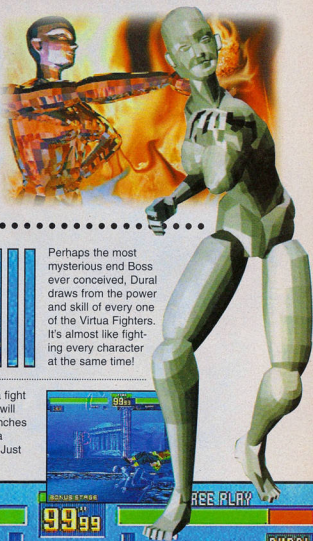 Perhaps the most
mysterious end Boss
ever conceived, Dural
draws from the power
and skill of every one
of the Virtua Fighters.
It's almost like fight-
ing every character
at the same time!
fight
will
nches
a
Just
9983
BONUS STAGE
99 99
REE PLAY
DURAL